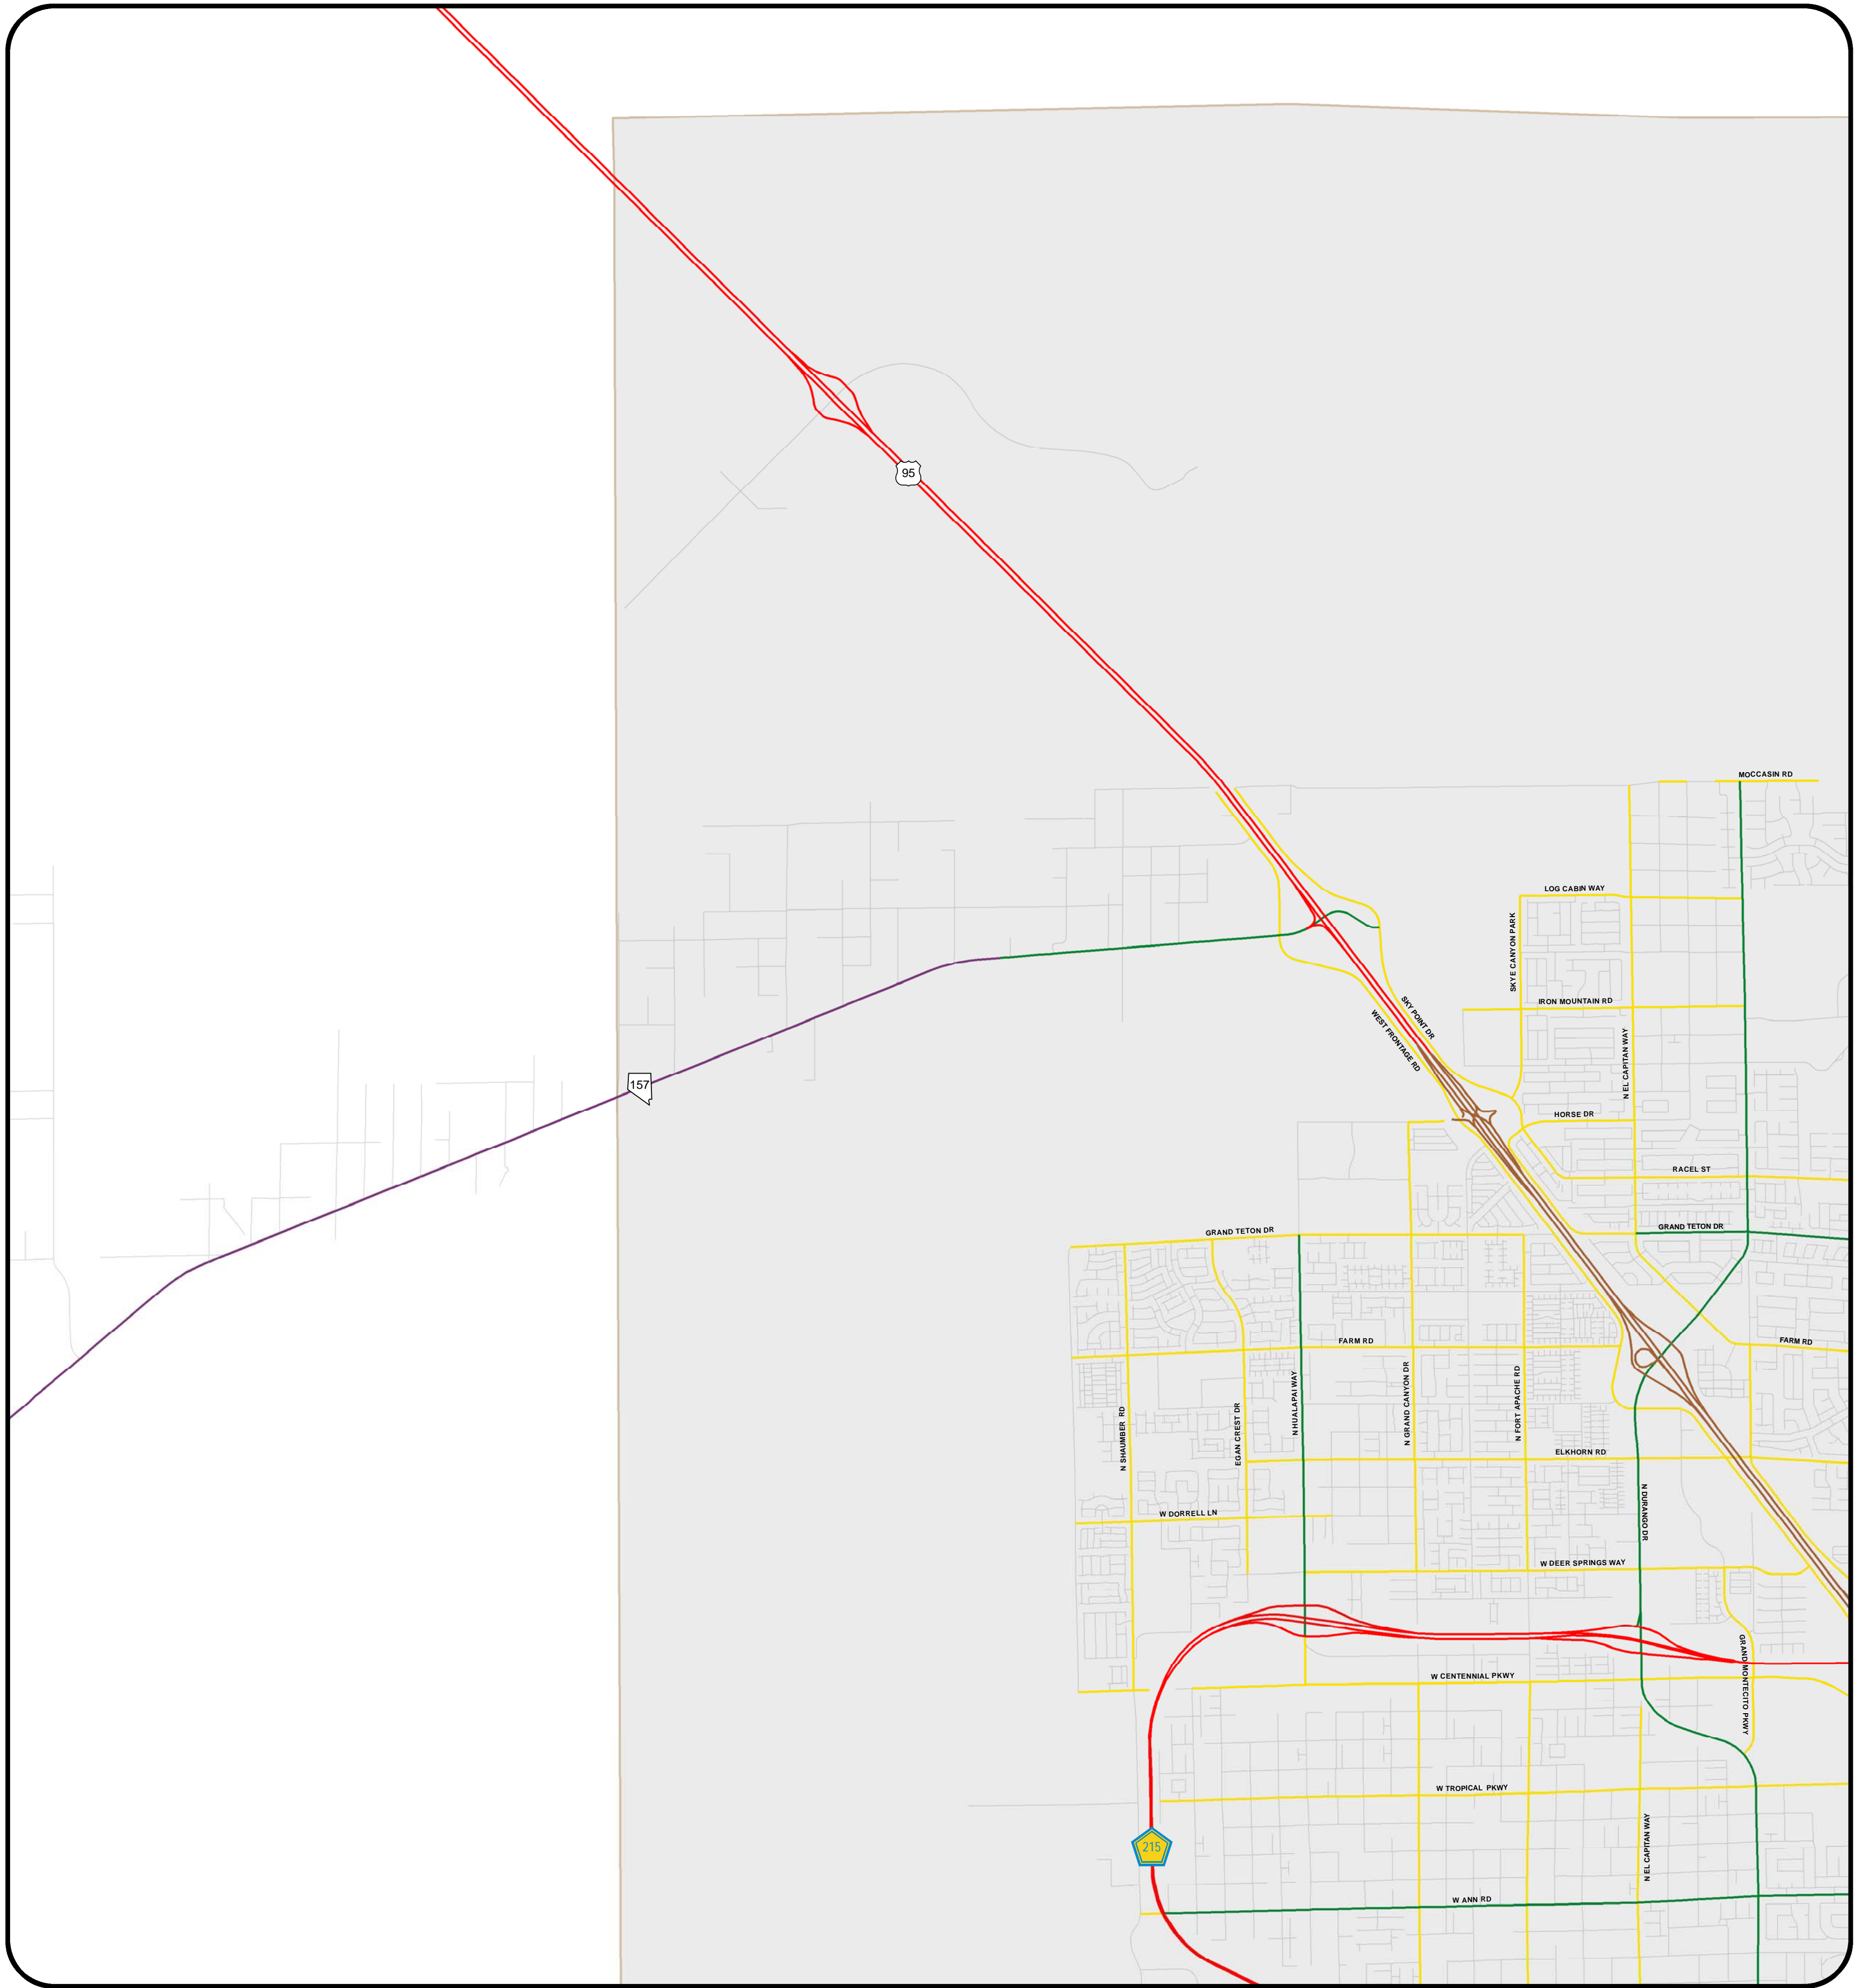 95
MOCCASIN RD
LOG CABIN WAY
SKYE CANYON PARK
IRON MOUNTAIN RD
SKY POINT DR
WEST FRONTAGE RD
N EL CAPITAN WAY
157
HORSE DR
RACEL ST
GRAND TETON DR
GRAND TETON DR
FARM RD
FARM RD
N SHAUMBER RD
EGAN CREST DR
N HUALAPAI WAY
N GRAND CANYON DR
N FORT APACHE RD
ELKHORN RD
N DURANGO DR
W DORRELL LN
W DEER SPRINGS WAY
GRAND MONTECITO PKWY
W CENTENNIAL PKWY
W TROPICAL PKWY
215
N EL CAPITAN WAY
W ANN RD